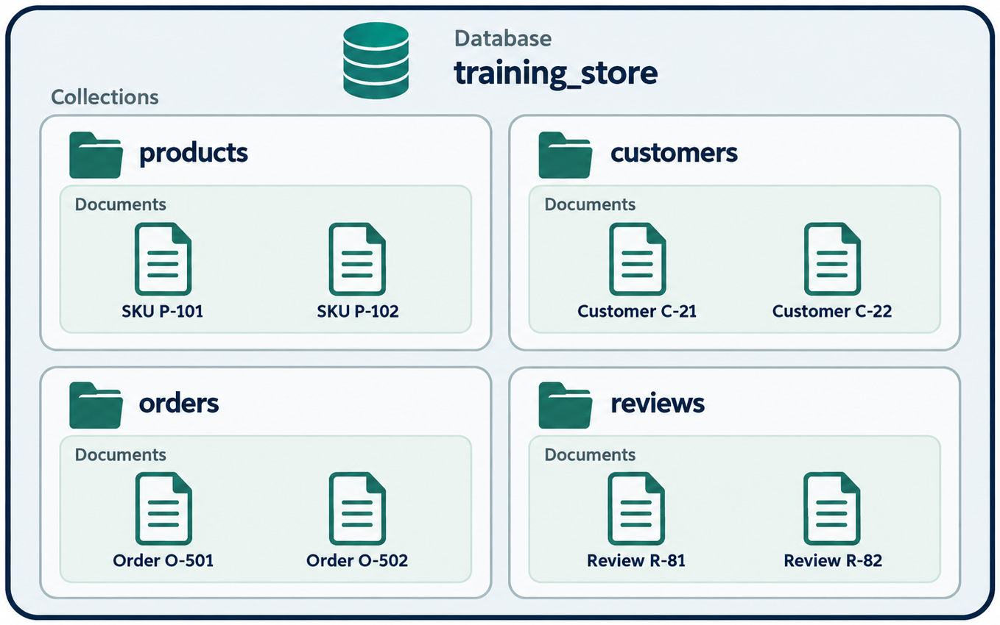 Database
training_store
Collections
products
Documents
SKU P-101
SKU P-102
customers
Documents
Customer C-21
Customer C-22
orders
Documents
Order O-501
Order O-502
reviews
Documents
Review R-81
Review R-82